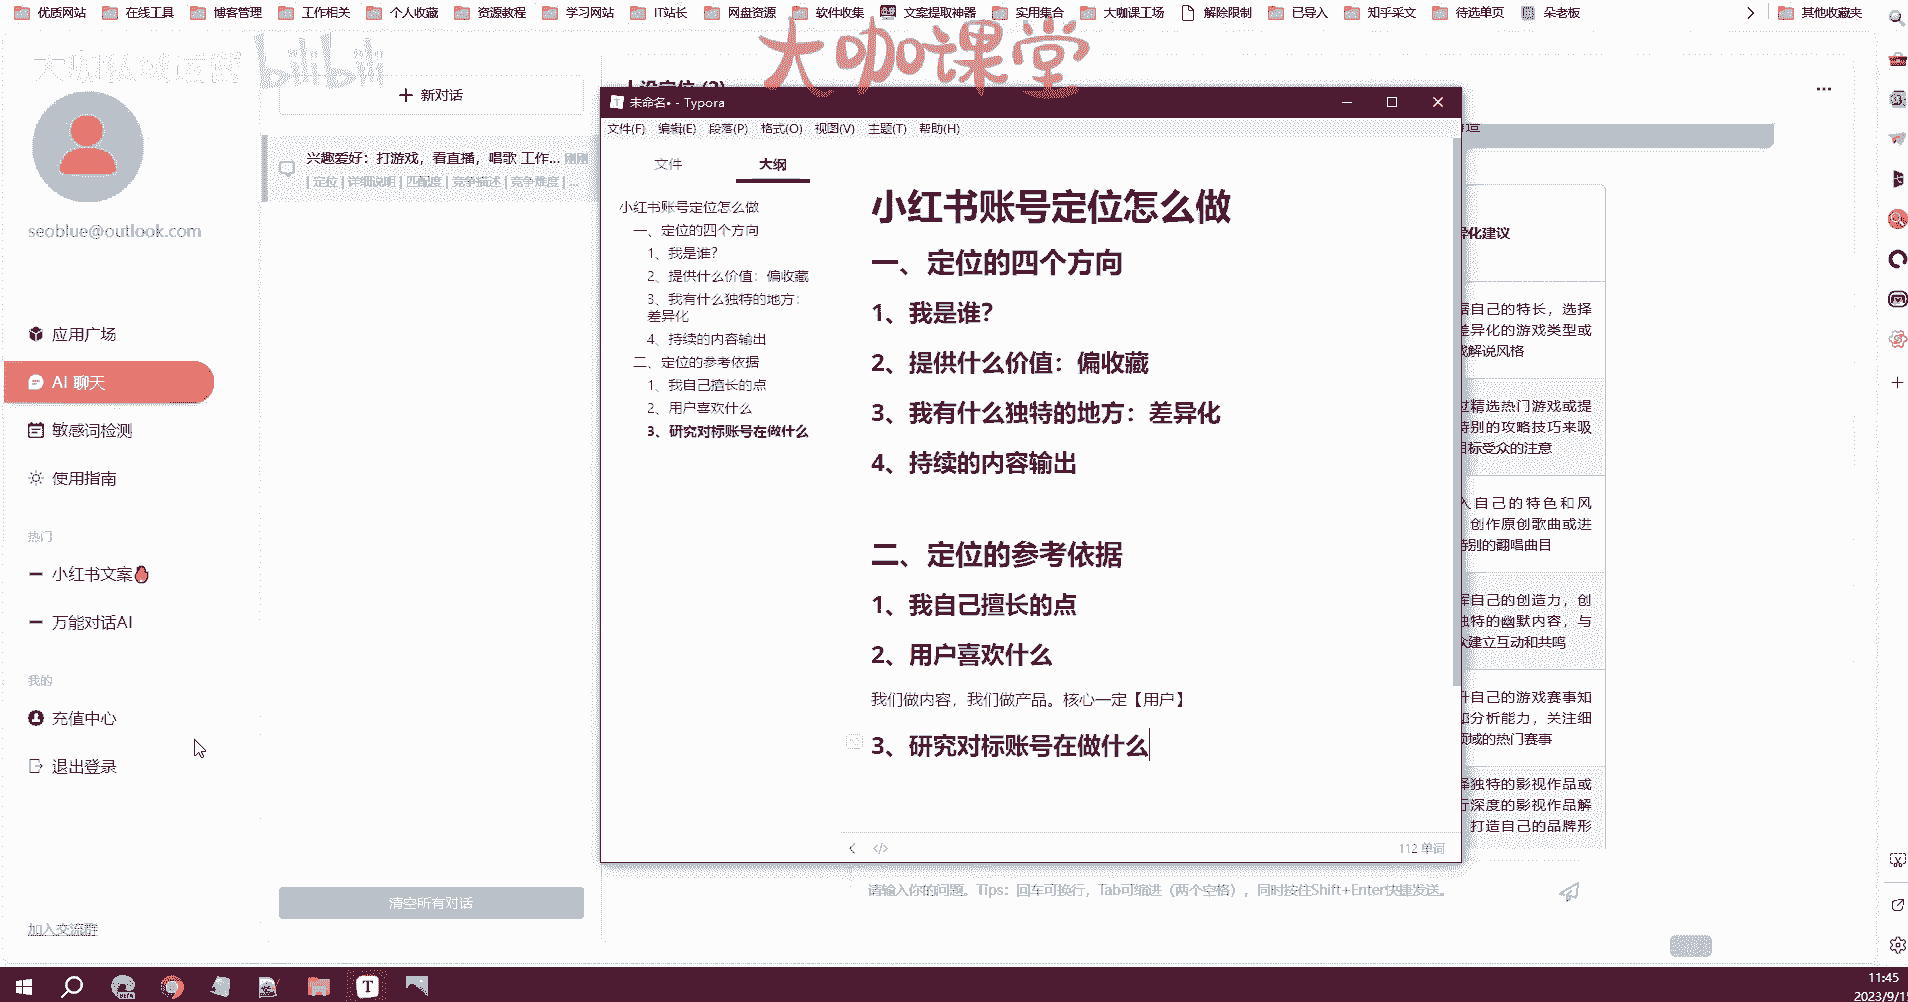 优质网站
在线工具
博客管理
工作相关
个人收藏
资源教程
学习网站
IT站长
网盘资源
软件收集
文案提取神器
实用集合
大咖课工场
解除限制
已导入
知乎采文
待选单页
朵老板
其他收藏夹
大咖私域运营 bilibili
大咖课堂
seoblue@outlook.com
应用广场
AI 聊天
敏感词检测
使用指南
热门
小红书文案
万能对话AI
我的
充值中心
退出登录
加入交流群
+ 新对话
兴趣爱好：打游戏，看直播，唱歌 工作... 刚刚
| 定位 | 详细说明 | 匹配度 | 竞争描述 | 竞争难度 | ...
清空所有对话
未命名• - Typora
文件(F) 编辑(E) 段落(P) 格式(O) 视图(V) 主题(T) 帮助(H)
文件
大纲
小红书账号定位怎么做
一、定位的四个方向
1、我是谁？
2、提供什么价值：偏收藏
3、我有什么独特的地方：
差异化
4、持续的内容输出
二、定位的参考依据
1、我自己擅长的点
2、用户喜欢什么
3、研究对标账号在做什么
小红书账号定位怎么做
一、定位的四个方向
1、我是谁？
2、提供什么价值：偏收藏
3、我有什么独特的地方：差异化
4、持续的内容输出
二、定位的参考依据
1、我自己擅长的点
2、用户喜欢什么
我们做内容，我们做产品。核心一定【用户】
3、研究对标账号在做什么
112 单词
异化建议
自己的特长，选择
差异化的游戏类型或
解说风格
过精选热门游戏或提
特别的攻略技巧来吸
目标受众的注意
入自己的特色和风
创作原创歌曲或进
特别的翻唱曲目
挥自己的创造力，创
独特的幽默内容，与
众建立互动和共鸣
升自己的游戏赛事知
和分析能力，关注细
领域的热门赛事
择独特的影视作品或
行深度的影视作品解
打造自己的品牌形
请输入你的问题。Tips：回车可换行，Tab可缩进（两个空格），同时按住Shift+Enter快捷发送。
11:45